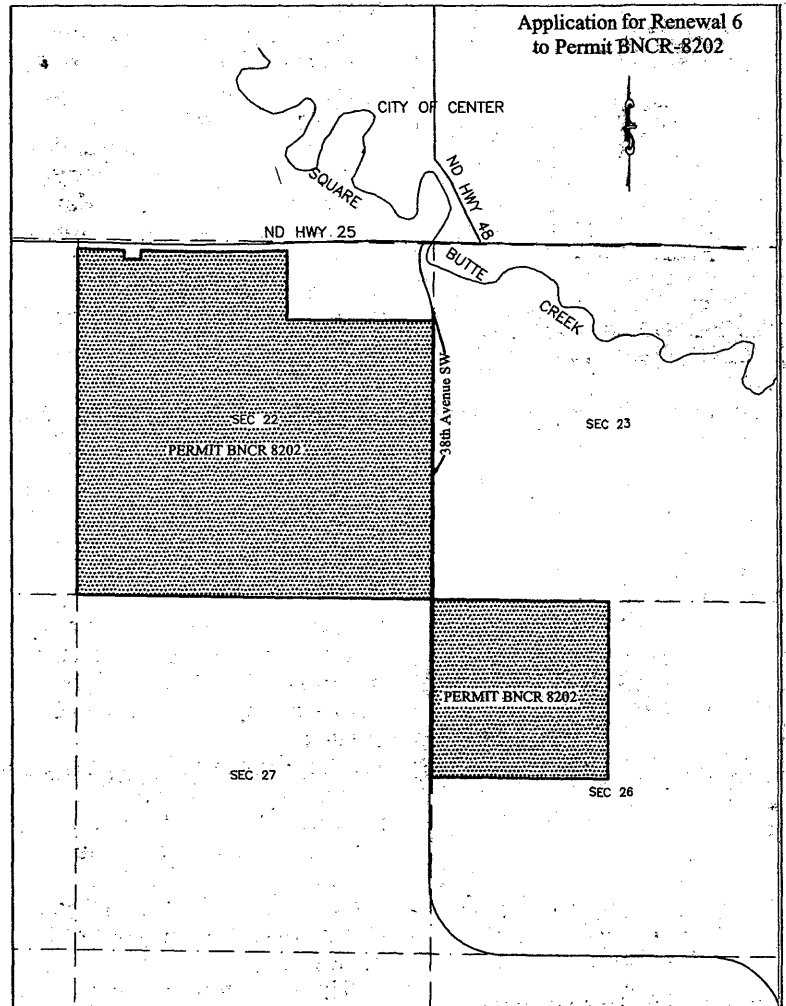 Application for Renewal 6
to Permit BNCR-8202
CITY OF CENTER
SQUARE
ND HWY 48
ND HWY 25
BUTTE
CREEK
38th Avenue SW
SEC 22
SEC 23
PERMIT BNCR 8202
PERMIT BNCR 8202
SEC 27
SEC 26